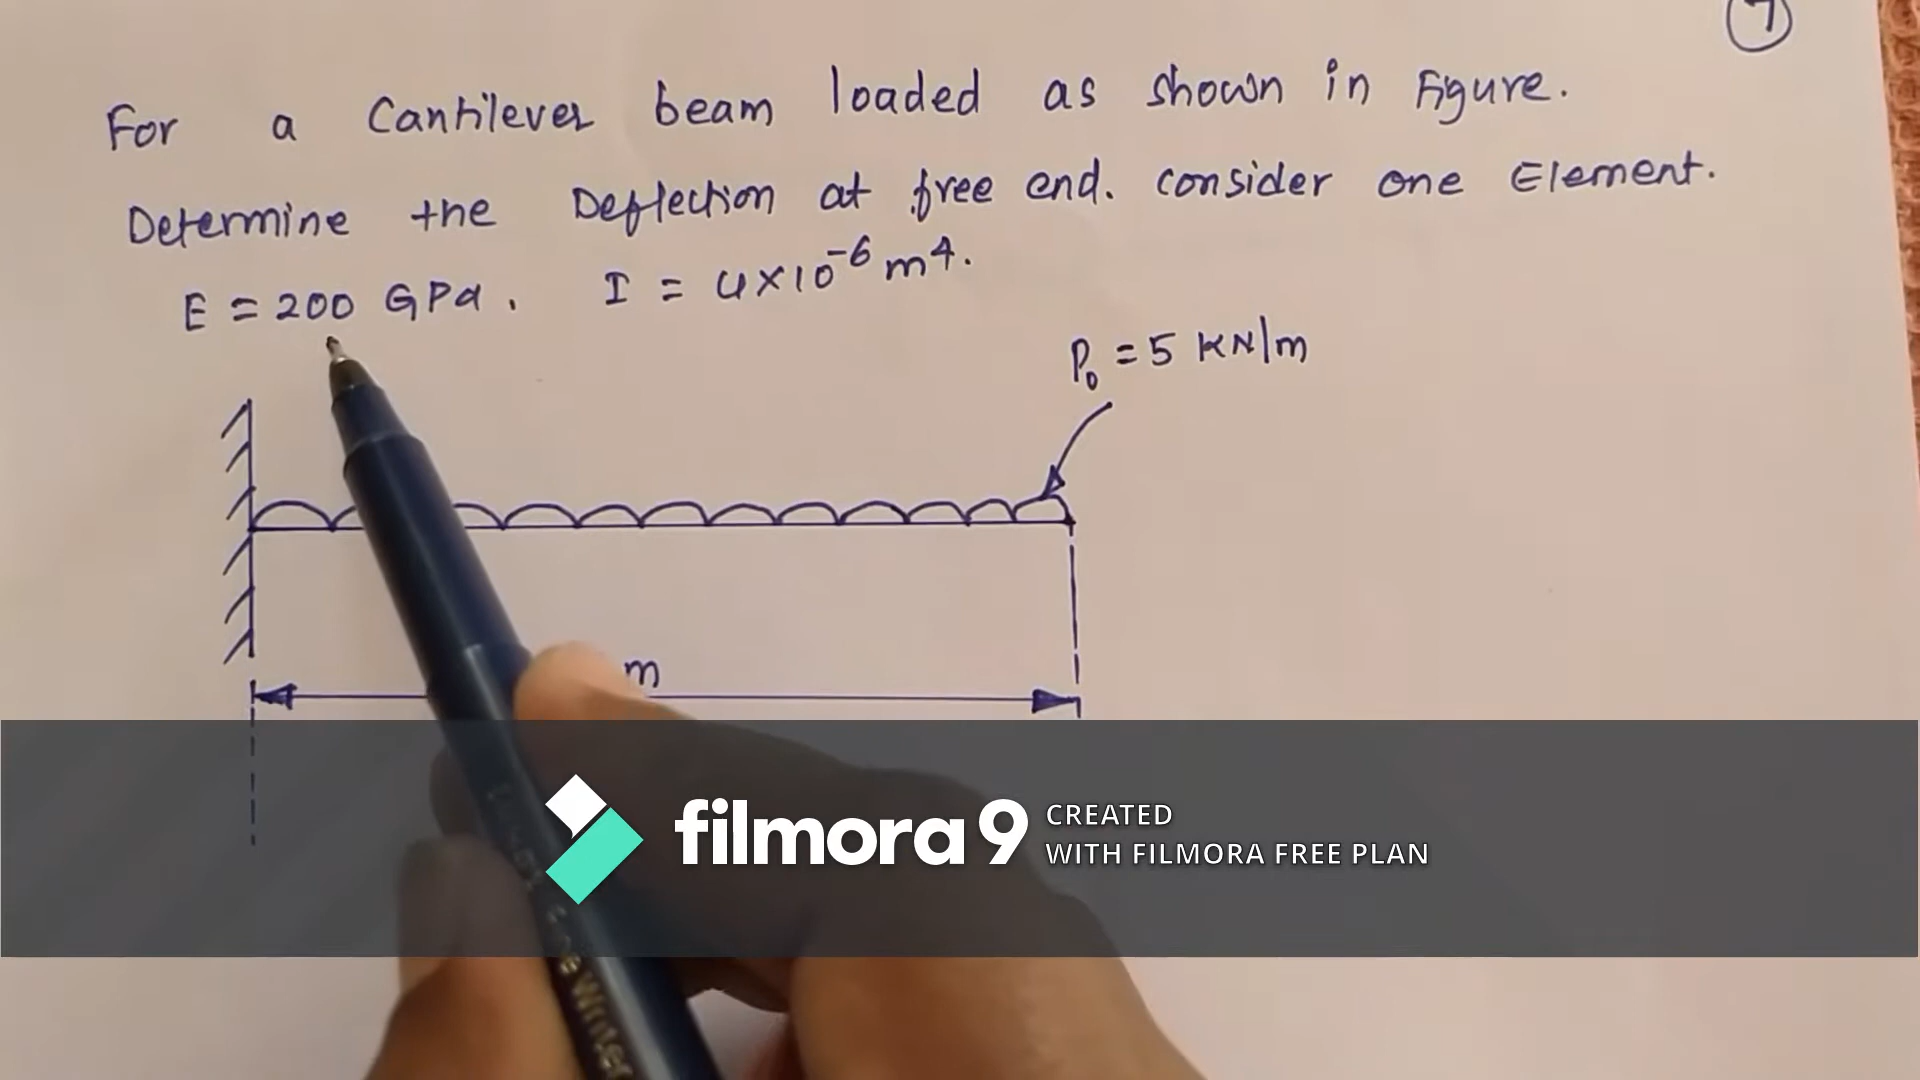 7
For a Cantilever beam loaded as shown in Figure.
Determine the Deflection at free end. consider one Element.
E = 200 GPa. I = 4×10⁻⁶ m⁴.
P₀ = 5 KN/m
m
filmora 9 CREATED
WITH FILMORA FREE PLAN